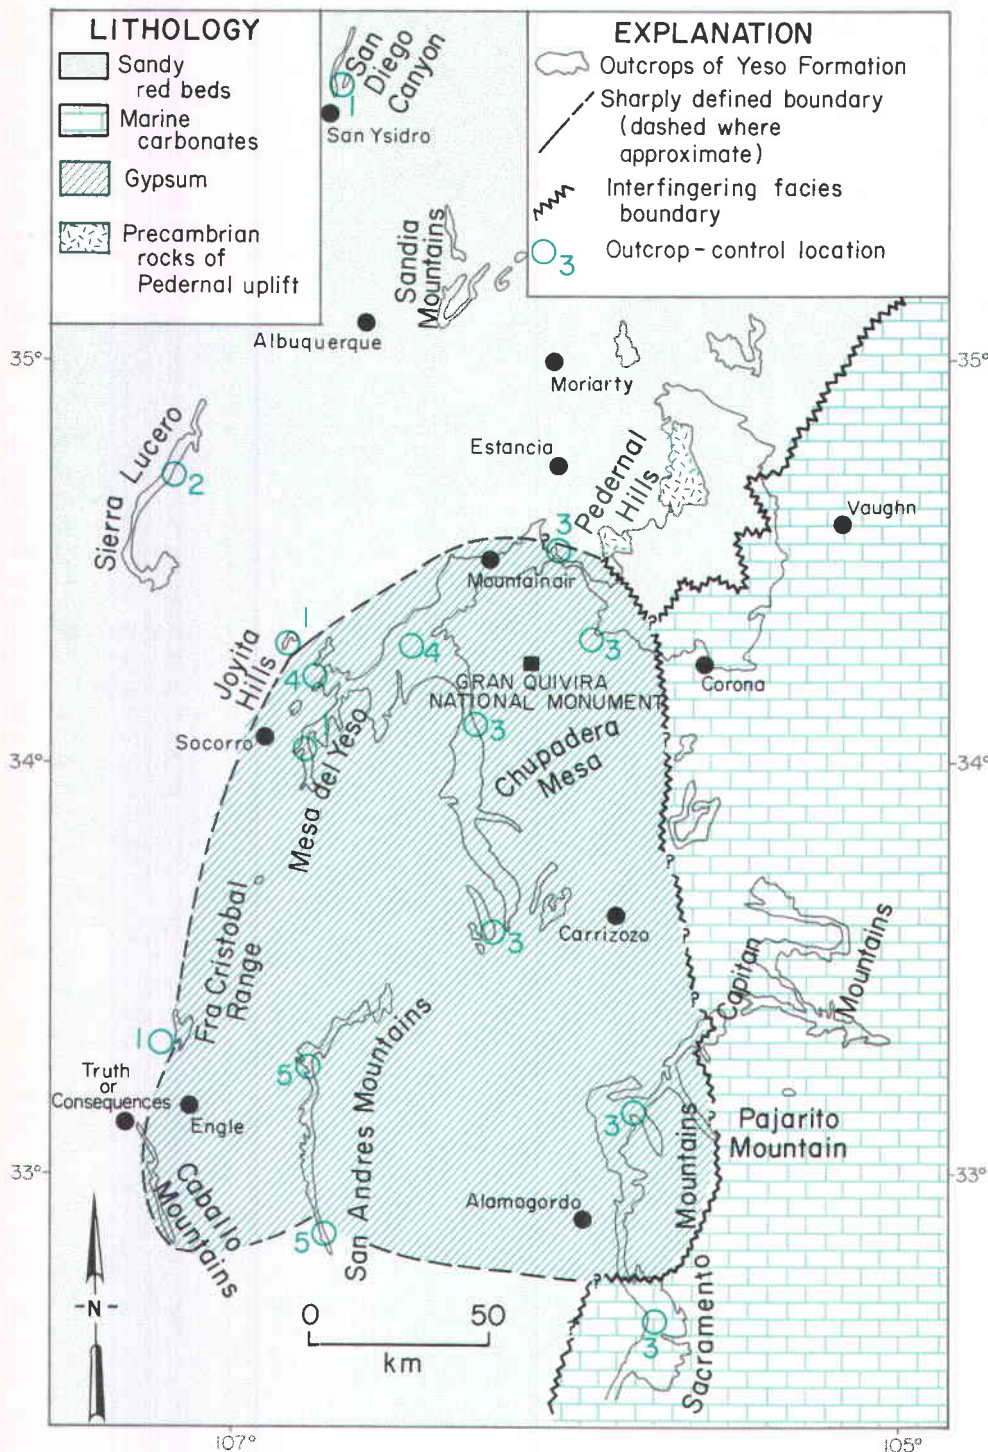 LITHOLOGY
Sandy
red beds
Marine
carbonates
Gypsum
Precambrian
rocks of
Pedernal uplift
EXPLANATION
Outcrops of Yeso Formation
Sharply defined boundary
(dashed where
approximate)
Interfingering facies
boundary
Outcrop-control location
3
San
Diego
Canyon
1
San Ysidro
Sandia
Mountains
Albuquerque
35°
35°
Moriarty
Estancia
Pedernal
Hills
Sierra Lucero
2
Vaughn
3
Mountainair
1
Joyita
Hills
4
4
3
GRAN QUIVIRA
NATIONAL MONUMENT
Corona
Socorro
1
Mesa del Yeso
3
Chupadera
Mesa
34°
34°
3
Carrizozo
Capitan
Mountains
Fra Cristobal
Range
1
Truth
or
Consequences
Engle
5
San Andres Mountains
3
Pajarito
Mountain
33°
33°
Caballo
Mountains
5
Alamogordo
Sacramento
Mountains
3
-N-
0
50
km
107°
105°